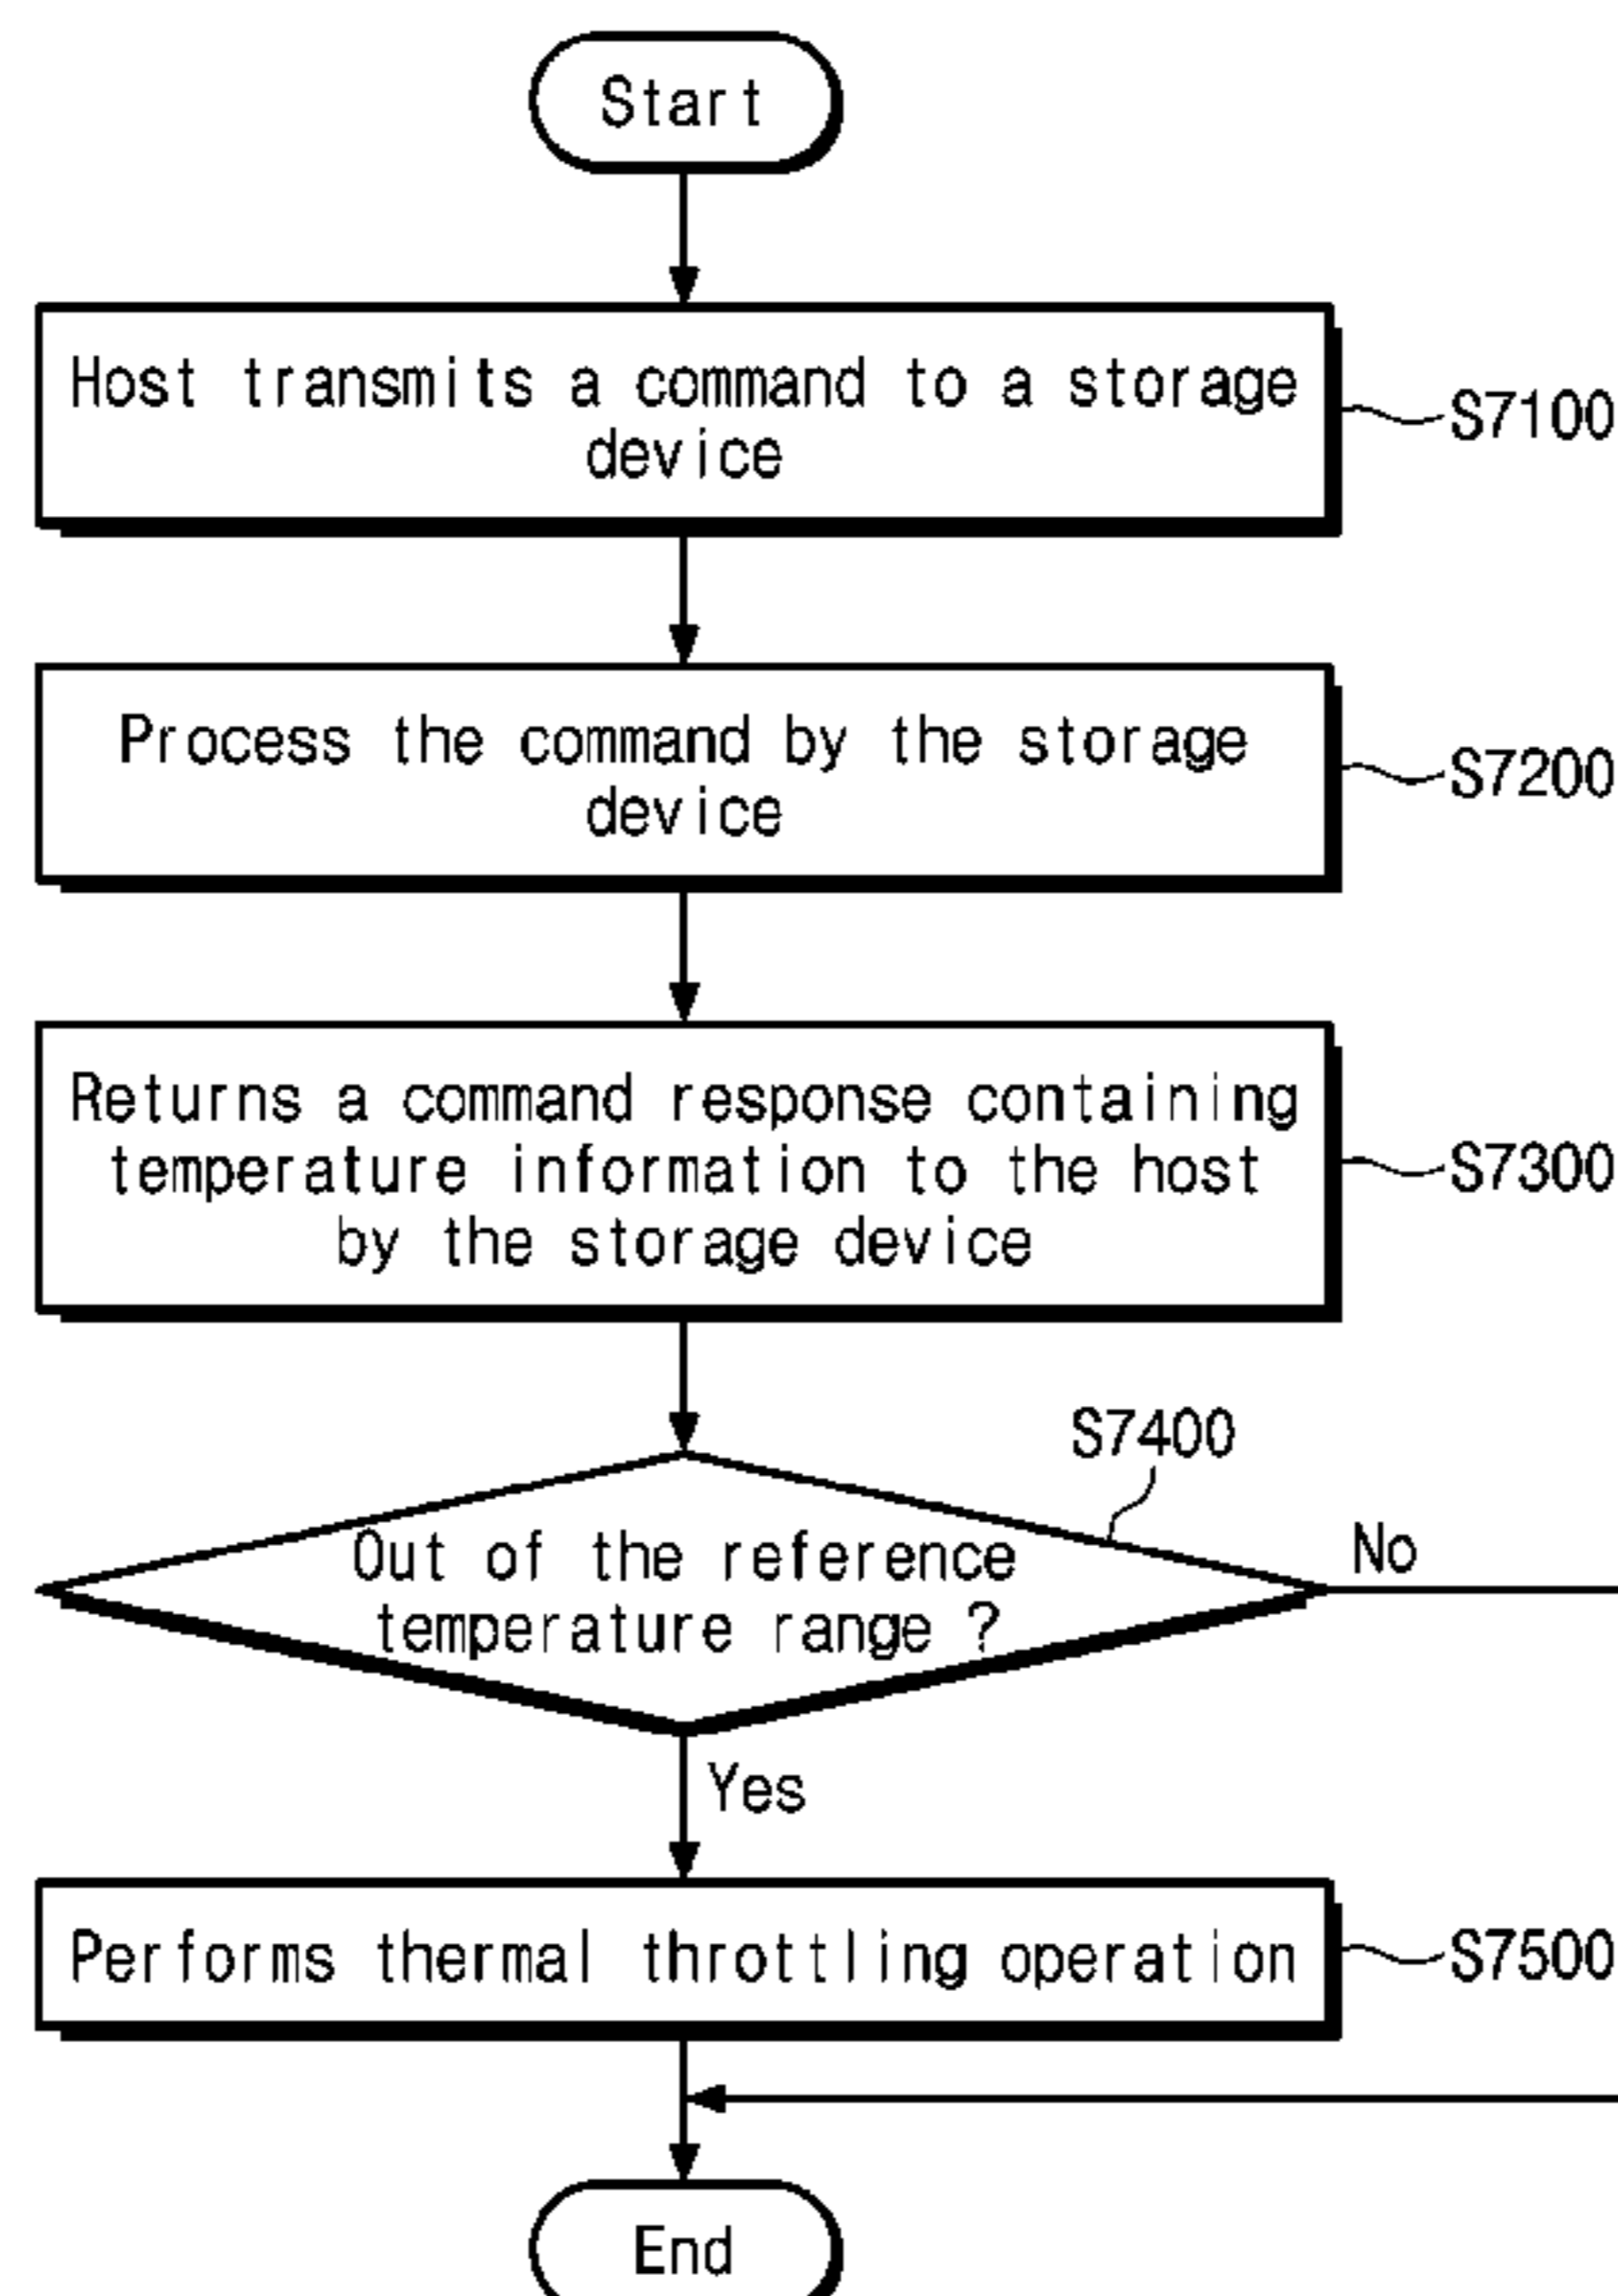 Start
Host transmits a command to a storage
device
S7100
Process the command by the storage
device
S7200
Returns a command response containing
temperature information to the host
by the storage device
S7300
S7400
Out of the reference
temperature range ?
No
Yes
Performs thermal throttling operation
S7500
End